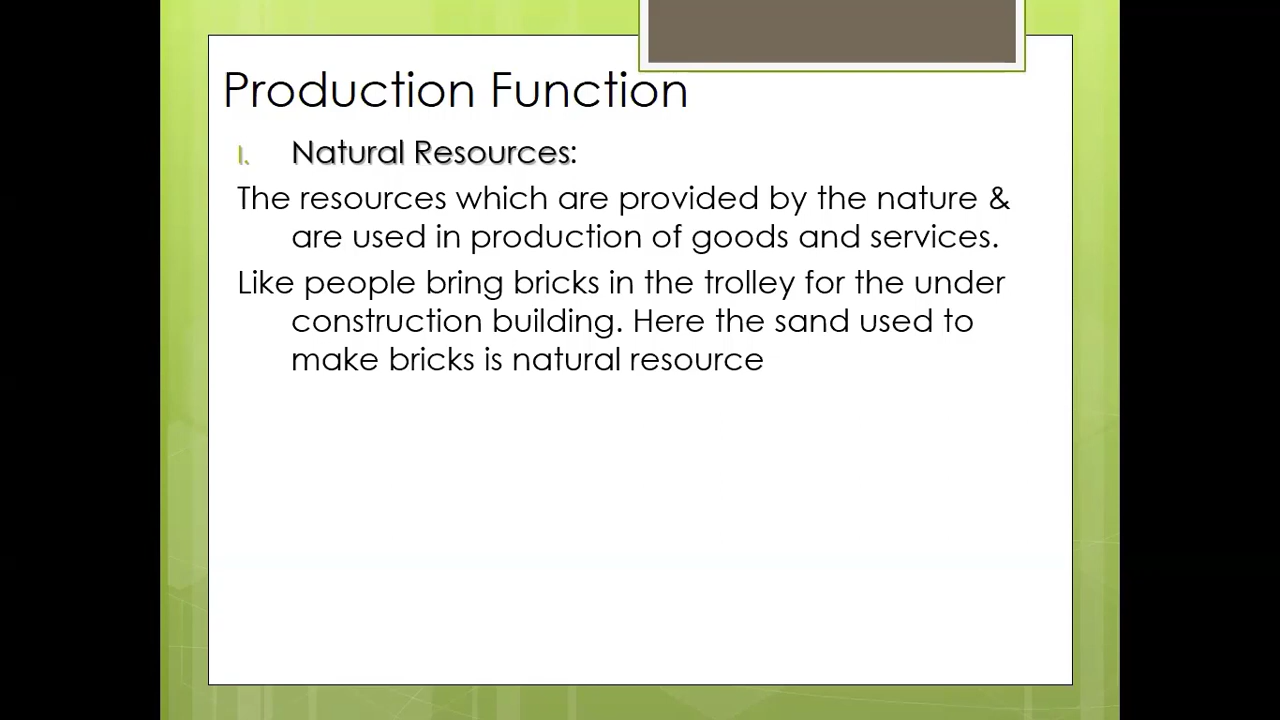 Production Function
I. Natural Resources:
The resources which are provided by the nature &
are used in production of goods and services.
Like people bring bricks in the trolley for the under
construction building. Here the sand used to
make bricks is natural resource